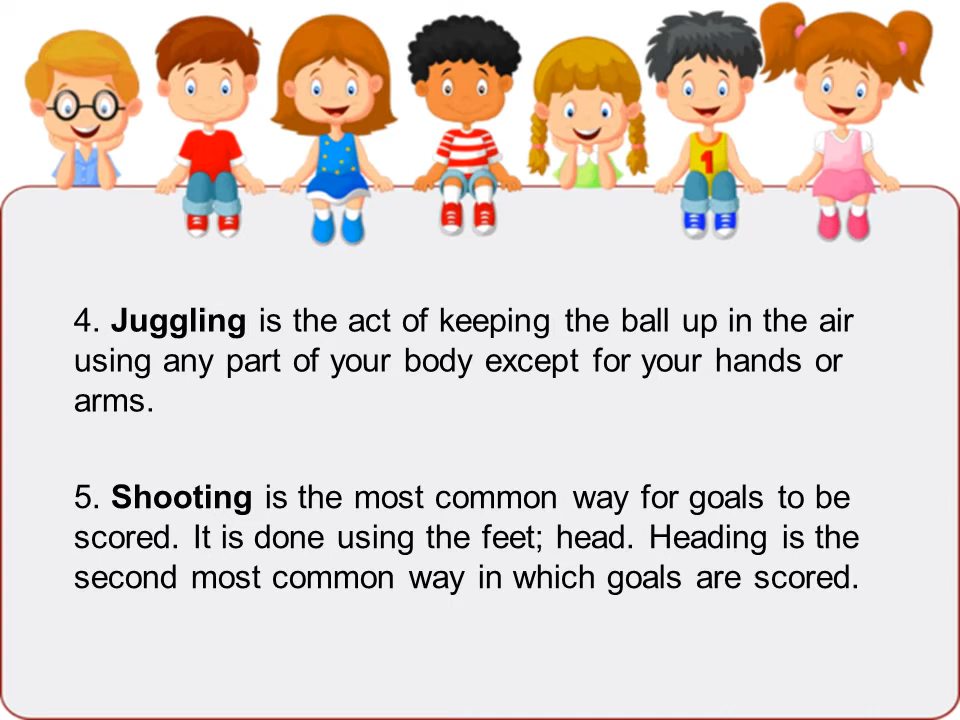 1
4. Juggling is the act of keeping the ball up in the air
using any part of your body except for your hands or
arms.
5. Shooting is the most common way for goals to be
scored. It is done using the feet; head. Heading is the
second most common way in which goals are scored.